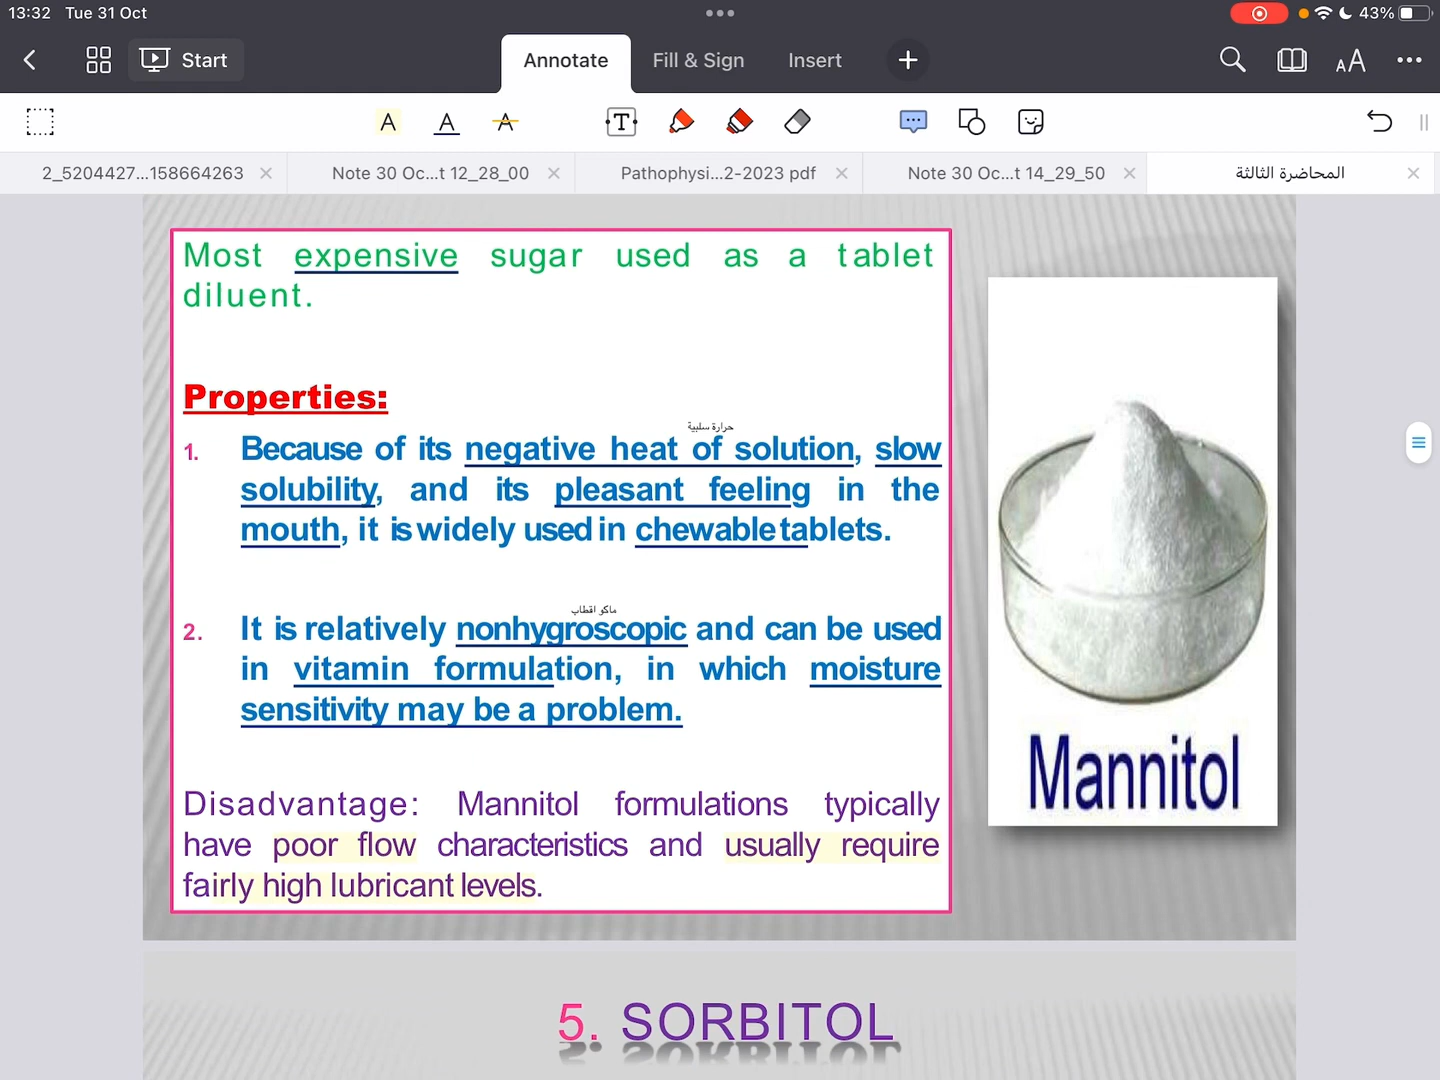 13:32 Tue 31 Oct
43%
Start
Annotate
Fill & Sign
Insert
2_5204427...158664263
Note 30 Oc...t 12_28_00
Pathophysi...2-2023 pdf
Note 30 Oc...t 14_29_50
المحاضرة الثالثة
Most expensive sugar used as a tablet
diluent.
Properties:
حرارة سلبية
1. Because of its negative heat of solution, slow
solubility, and its pleasant feeling in the
mouth, it is widely used in chewable tablets.
ماكو اقطاب
2. It is relatively nonhygroscopic and can be used
in vitamin formulation, in which moisture
sensitivity may be a problem.
Disadvantage: Mannitol formulations typically
have poor flow characteristics and usually require
fairly high lubricant levels.
Mannitol
5. SORBITOL